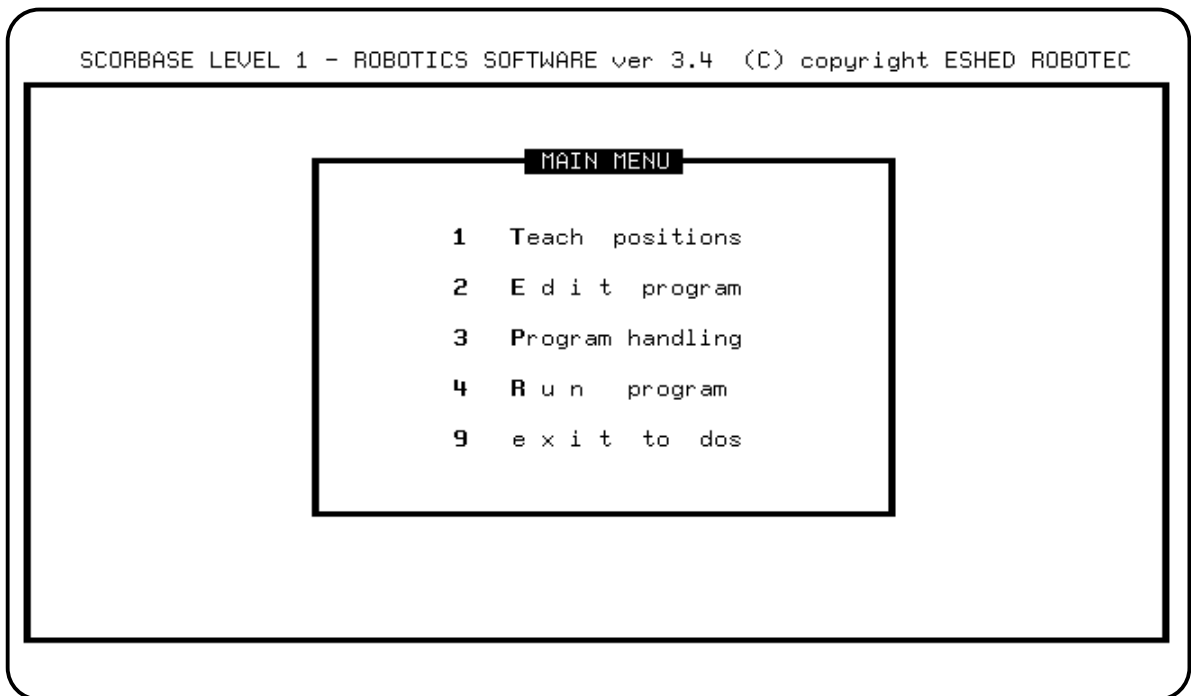 SCORBASE LEVEL 1 - ROBOTICS SOFTWARE ver 3.4 (C) copyright ESHED ROBOTEC
MAIN MENU
1 Teach positions
2 E d i t program
3 Program handling
4 R u n program
9 e x i t to dos